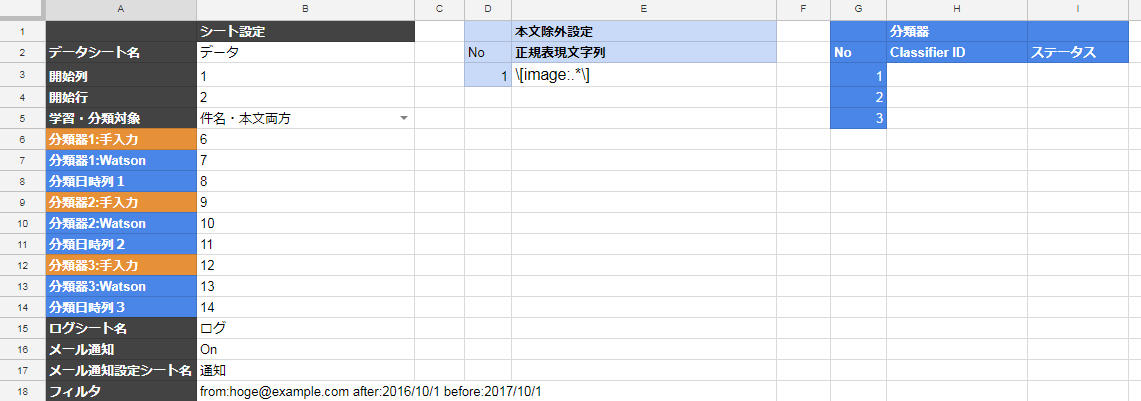 A B C D E F G H I
1 シート設定 本文除外設定 分類器
2 データシート名 データ No 正規表現文字列 No Classifier ID ステータス
3 開始列 1 1 \[image:.*\] 1
4 開始行 2 2
5 学習・分類対象 件名・本文両方 3
6 分類器1:手入力 6
7 分類器1:Watson 7
8 分類日時列１ 8
9 分類器2:手入力 9
10 分類器2:Watson 10
11 分類日時列２ 11
12 分類器3:手入力 12
13 分類器3:Watson 13
14 分類日時列３ 14
15 ログシート名 ログ
16 メール通知 On
17 メール通知設定シート名 通知
18 フィルタ from:hoge@example.com after:2016/10/1 before:2017/10/1